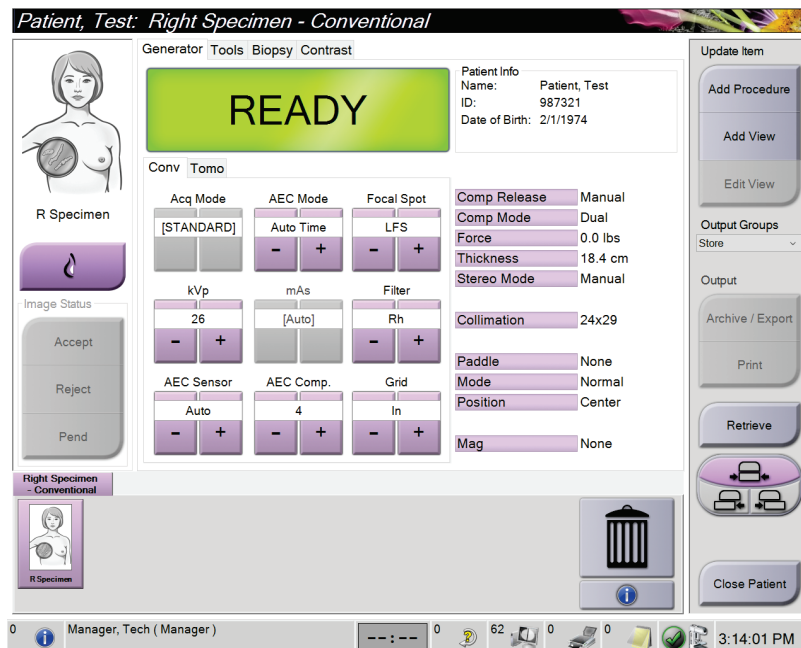 Patient, Test: Right Specimen - Conventional
Generator Tools Biopsy Contrast
READY
Patient Info
Name: Patient, Test
ID: 987321
Date of Birth: 2/1/1974
R Specimen
Image Status
Accept
Reject
Pend
Conv Tomo
Acq Mode AEC Mode Focal Spot
[STANDARD] Auto Time LFS
- + - +
kVp mAs Filter
26 [Auto] Rh
- + - +
AEC Sensor AEC Comp. Grid
Auto 4 In
- + - + - +
Comp Release Manual
Comp Mode Dual
Force 0.0 lbs
Thickness 18.4 cm
Stereo Mode Manual
Collimation 24x29
Paddle None
Mode Normal
Position Center
Mag None
Update Item
Add Procedure
Add View
Edit View
Output Groups
Store
Output
Archive / Export
Print
Retrieve
Close Patient
Right Specimen
- Conventional
R Specimen
0 Manager, Tech ( Manager ) --:-- 0 62 0 0 3:14:01 PM